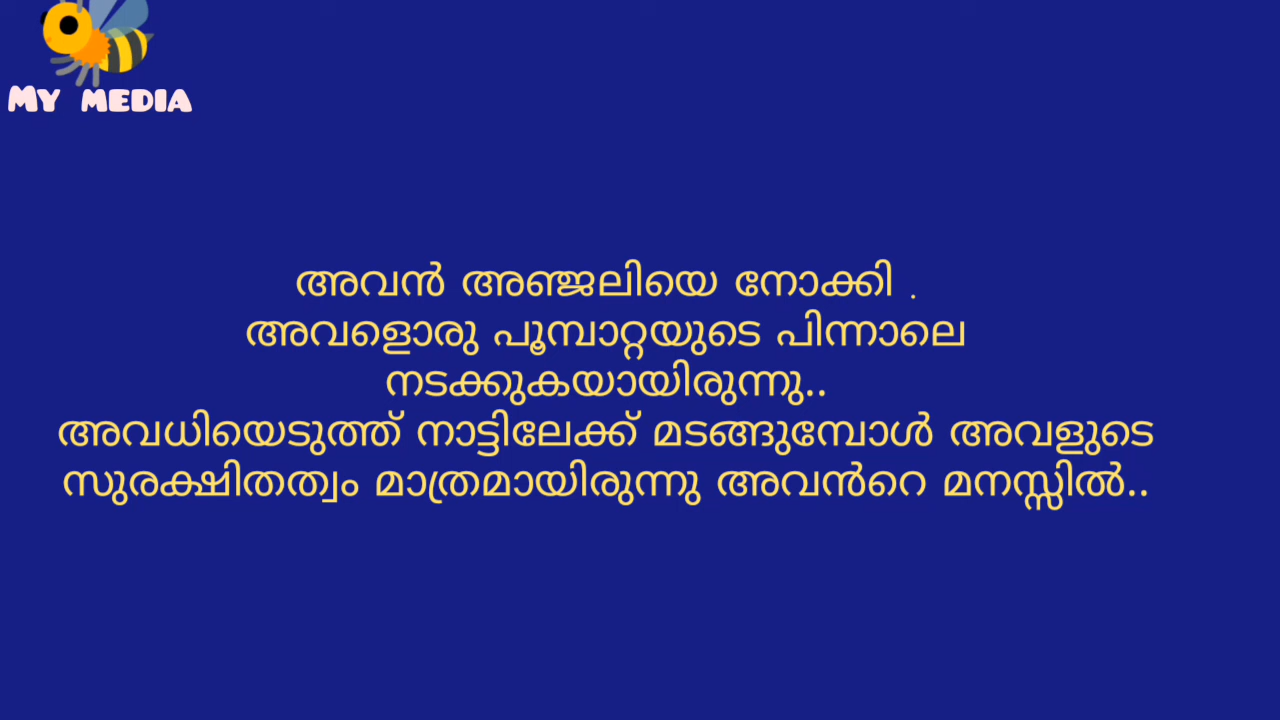 My media
അവൻ അഞ്ജലിയെ നോക്കി .
അവളൊരു പൂമ്പാറ്റയുടെ പിന്നാലെ
നടക്കുകയായിരുന്നു..
അവധിയെടുത്ത് നാട്ടിലേക്ക് മടങ്ങുമ്പോൾ അവളുടെ
സുരക്ഷിതത്വം മാത്രമായിരുന്നു അവൻറെ മനസ്സിൽ..